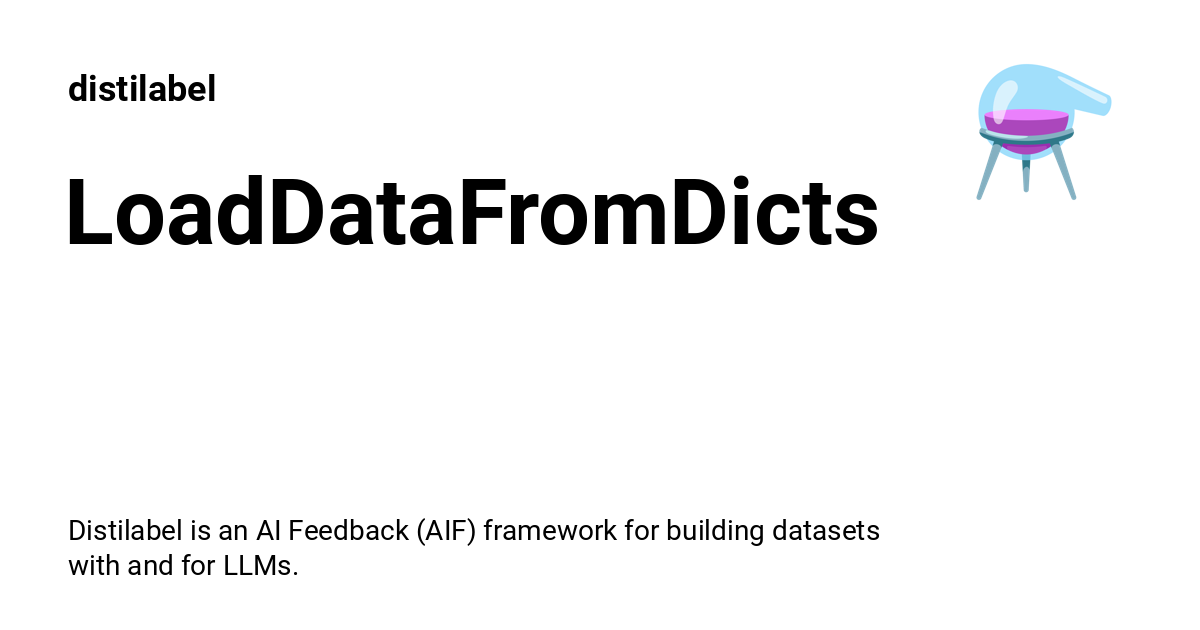 distilabel
LoadDataFromDicts
Distilabel is an AI Feedback (AIF) framework for building datasets
with and for LLMs.